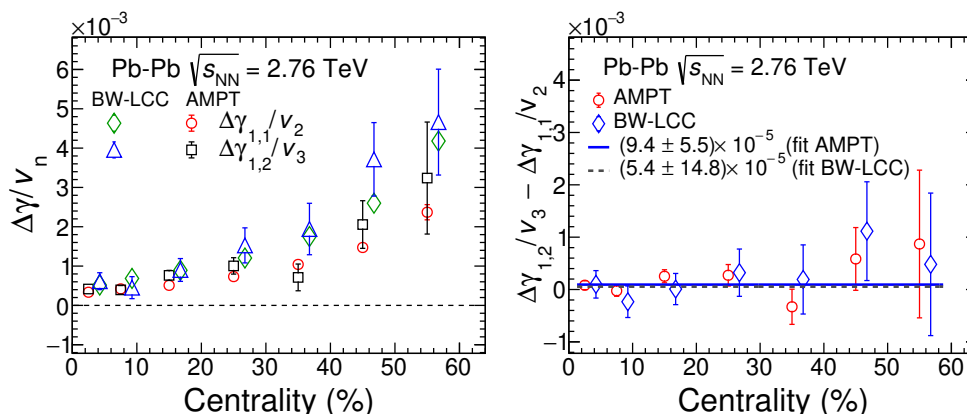 ×10⁻³
Pb-Pb √s_NN = 2.76 TeV
BW-LCC AMPT
Δγ₁,₁/v₂
Δγ₁,₂/v₃
Δγ/v_n
6
5
4
3
2
1
0
−1
0 10 20 30 40 50 60
Centrality (%)
×10⁻³
Pb-Pb √s_NN = 2.76 TeV
AMPT
BW-LCC
(9.4 ± 5.5)× 10⁻⁵ (fit AMPT)
(5.4 ± 14.8)× 10⁻⁵ (fit BW-LCC)
Δγ₁,₂/v₃ − Δγ₁,₁/v₂
4
3
2
1
0
−1
0 10 20 30 40 50 60
Centrality (%)